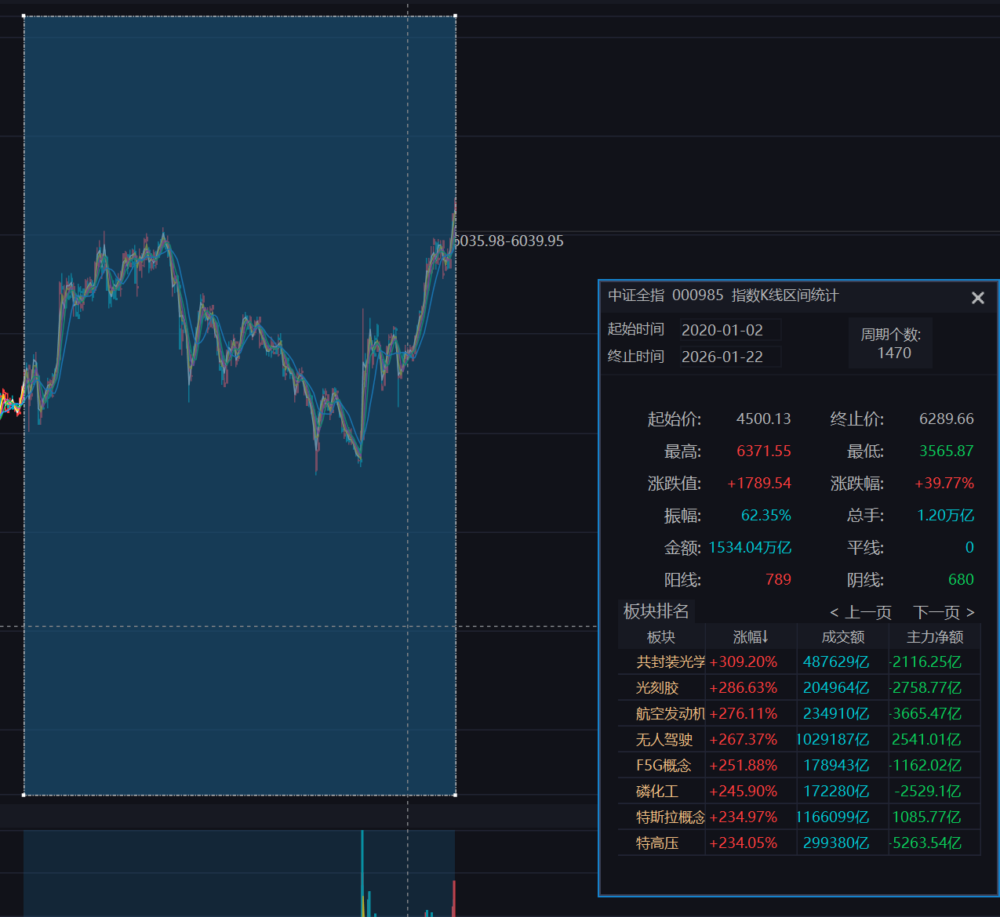 6035.98-6039.95
中证全指 000985 指数K线区间统计
起始时间 2020-01-02
终止时间 2026-01-22
周期个数:
1470
起始价: 4500.13 终止价: 6289.66
最高: 6371.55 最低: 3565.87
涨跌值: +1789.54 涨跌幅: +39.77%
振幅: 62.35% 总手: 1.20万亿
金额: 1534.04万亿 平线: 0
阳线: 789 阴线: 680
板块排名 < 上一页 下一页 >
板块 涨幅↓ 成交额 主力净额
共封装光学 +309.20% 487629亿 -2116.25亿
光刻胶 +286.63% 204964亿 -2758.77亿
航空发动机 +276.11% 234910亿 -3665.47亿
无人驾驶 +267.37% 1029187亿 2541.01亿
F5G概念 +251.88% 178943亿 -1162.02亿
磷化工 +245.90% 172280亿 -2529.1亿
特斯拉概念 +234.97% 1166099亿 1085.77亿
特高压 +234.05% 299380亿 -5263.54亿